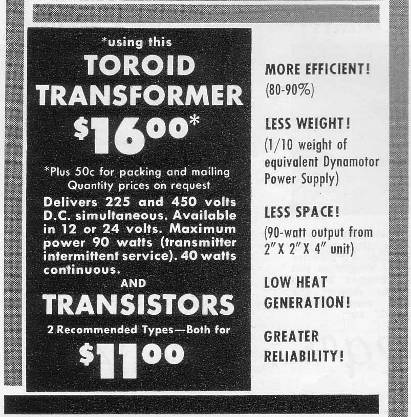 *using this
TOROID
TRANSFORMER
$16⁰⁰*
*Plus 50c for packing and mailing
Quantity prices on request
Delivers 225 and 450 volts
D.C. simultaneous. Available
in 12 or 24 volts. Maximum
power 90 watts (transmitter
intermittent service). 40 watts
continuous.
AND
TRANSISTORS
2 Recommended Types—Both for
$11⁰⁰
MORE EFFICIENT!
(80-90%)
LESS WEIGHT!
(1/10 weight of
equivalent Dynamotor
Power Supply)
LESS SPACE!
(90-watt output from
2"X 2"X 4" unit)
LOW HEAT
GENERATION!
GREATER
RELIABILITY!